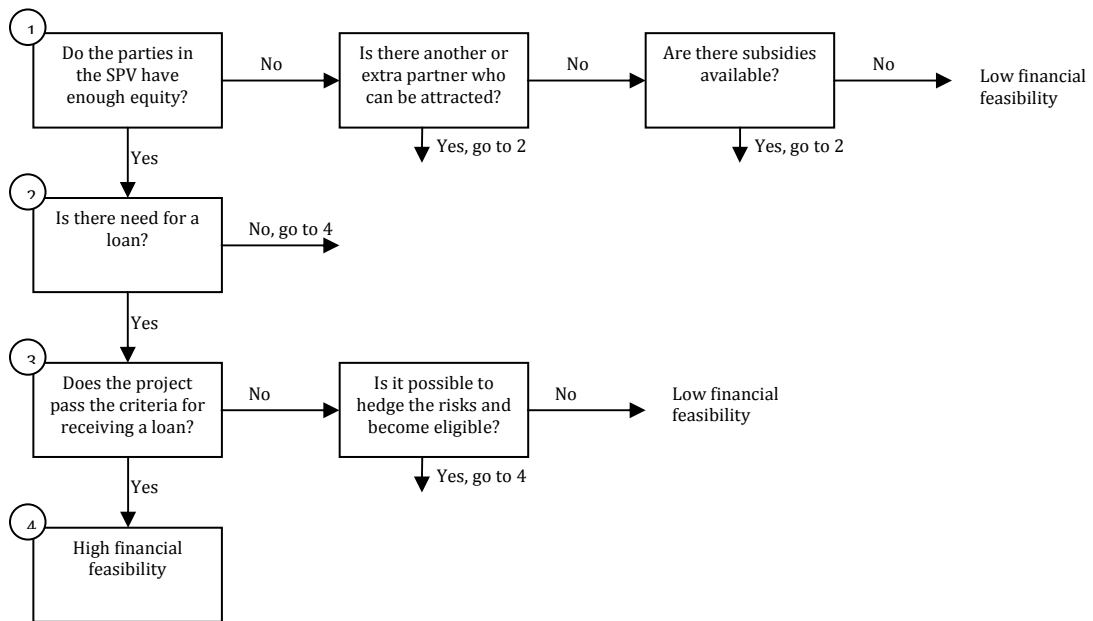 1
Do the parties in
the SPV have
enough equity?
No
Is there another or
extra partner who
can be attracted?
No
Are there subsidies
available?
No
Low financial
feasibility
Yes
Yes, go to 2
Yes, go to 2
2
Is there need for a
loan?
No, go to 4
Yes
3
Does the project
pass the criteria for
receiving a loan?
No
Is it possible to
hedge the risks and
become eligible?
No
Low financial
feasibility
Yes
Yes, go to 4
4
High financial
feasibility